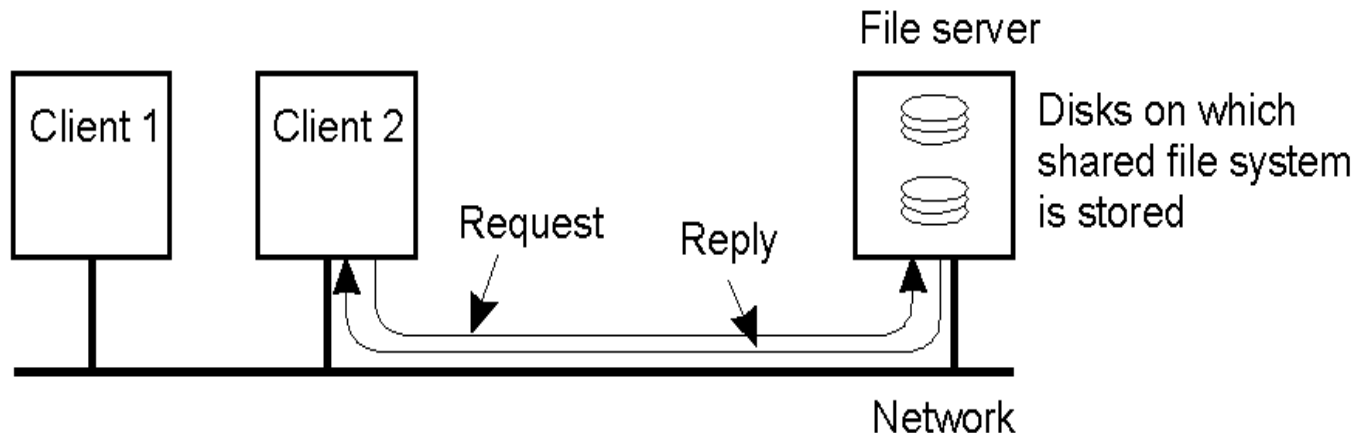 File server
Client 1
Client 2
Disks on which
shared file system
is stored
Request
Reply
Network